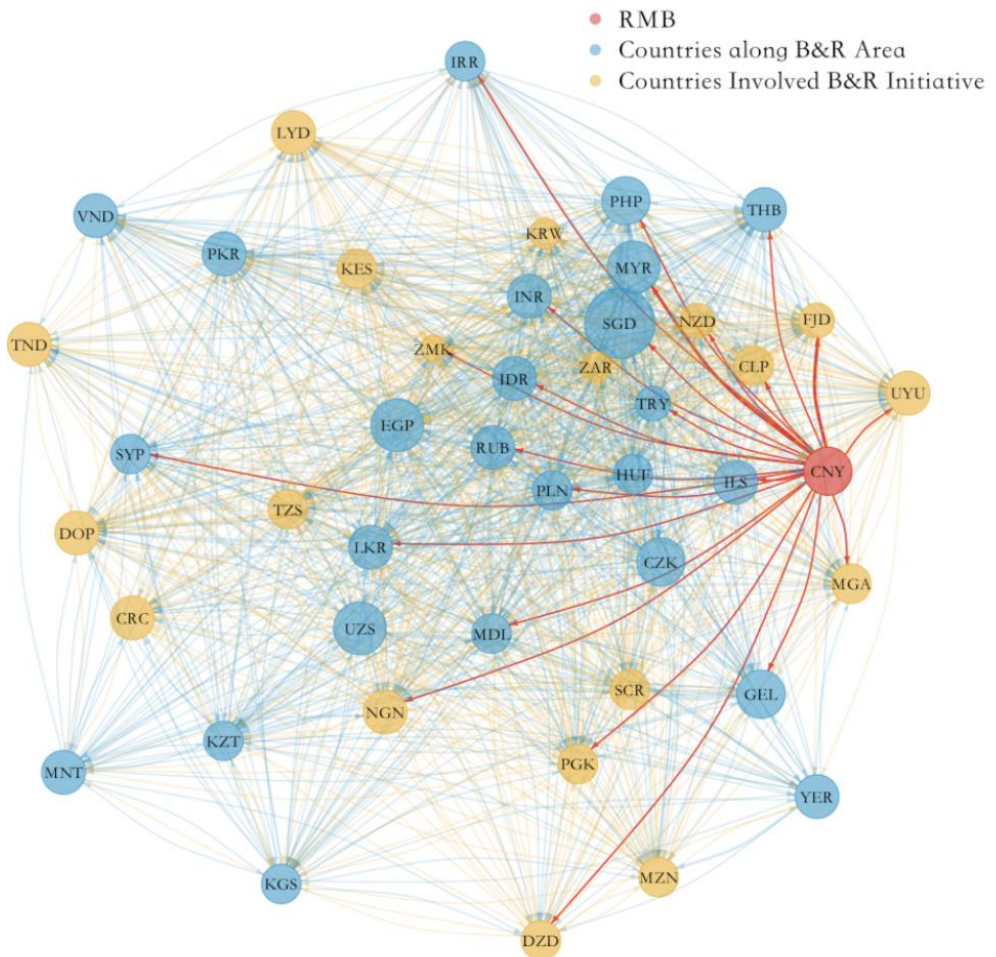 RMB
Countries along B&R Area
Countries Involved B&R Initiative
IRR
LYD
PHP
THB
VND
KRW
PKR
KES
MYR
INR
SGD
NZD
FJD
TND
ZMK
ZAR
CLP
IDR
UYU
TRY
EGP
RUB
SYP
HUF
CNY
ILS
PLN
TZS
DOP
LKR
CZK
MGA
CRC
UZS
MDL
SCR
GEL
NGN
KZT
PGK
MNT
YER
MZN
KGS
DZD